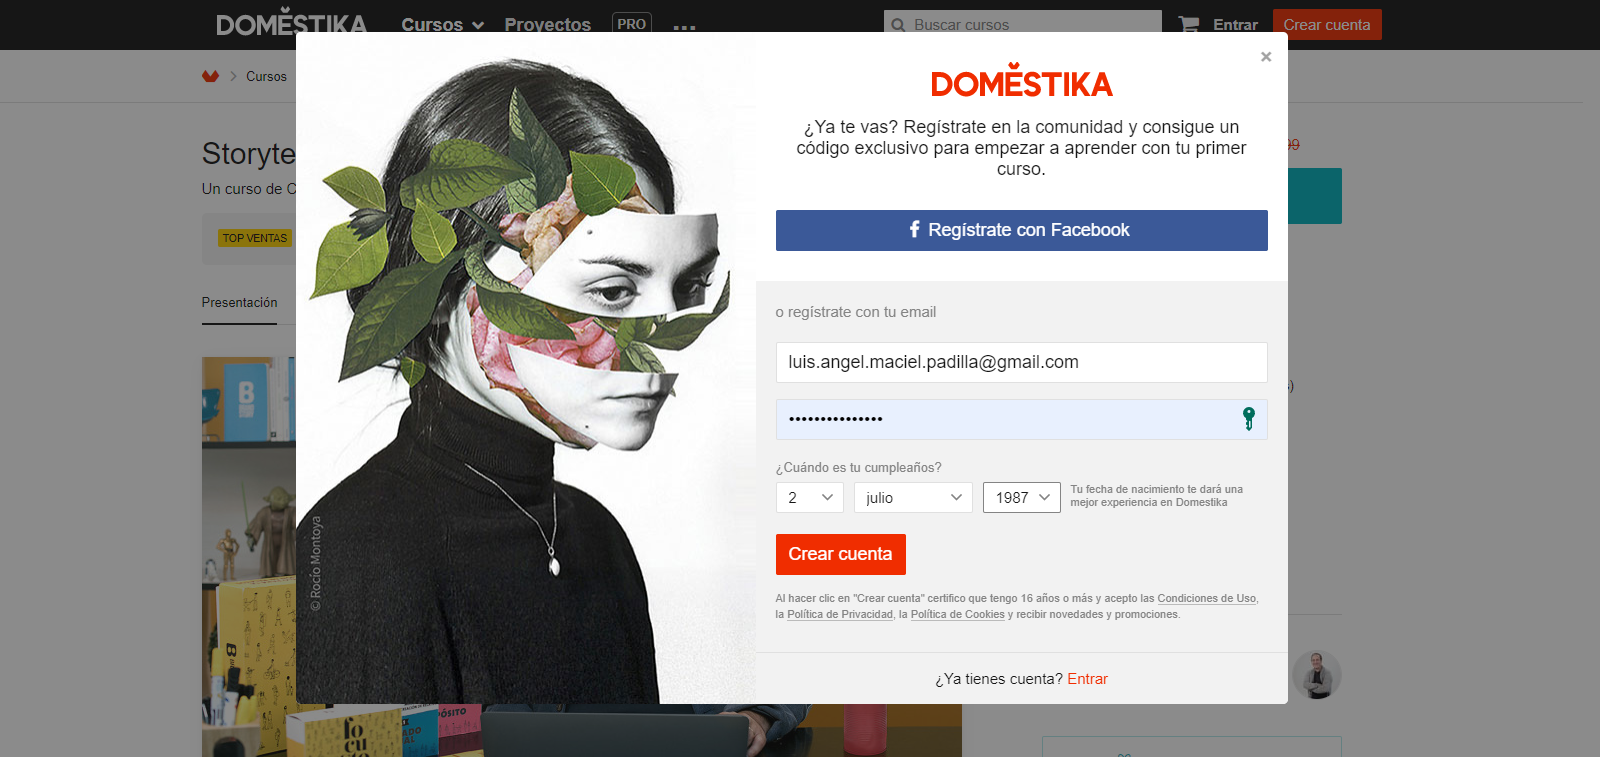 DOMĚSTIKA Cursos Proyectos PRO ... Buscar cursos Entrar Crear cuenta
Cursos
Storyte
Un curso de C
TOP VENTAS
Presentación
© Rocío Montoya
×
DOMĚSTIKA
¿Ya te vas? Regístrate en la comunidad y consigue un
código exclusivo para empezar a aprender con tu primer
curso.
Regístrate con Facebook
o regístrate con tu email
luis.angel.maciel.padilla@gmail.com
•••••••••••••••
¿Cuándo es tu cumpleaños?
2 julio 1987
Tu fecha de nacimiento te dará una
mejor experiencia en Domestika
Crear cuenta
Al hacer clic en "Crear cuenta" certifico que tengo 16 años o más y acepto las Condiciones de Uso,
la Política de Privacidad, la Política de Cookies y recibir novedades y promociones.
¿Ya tienes cuenta? Entrar